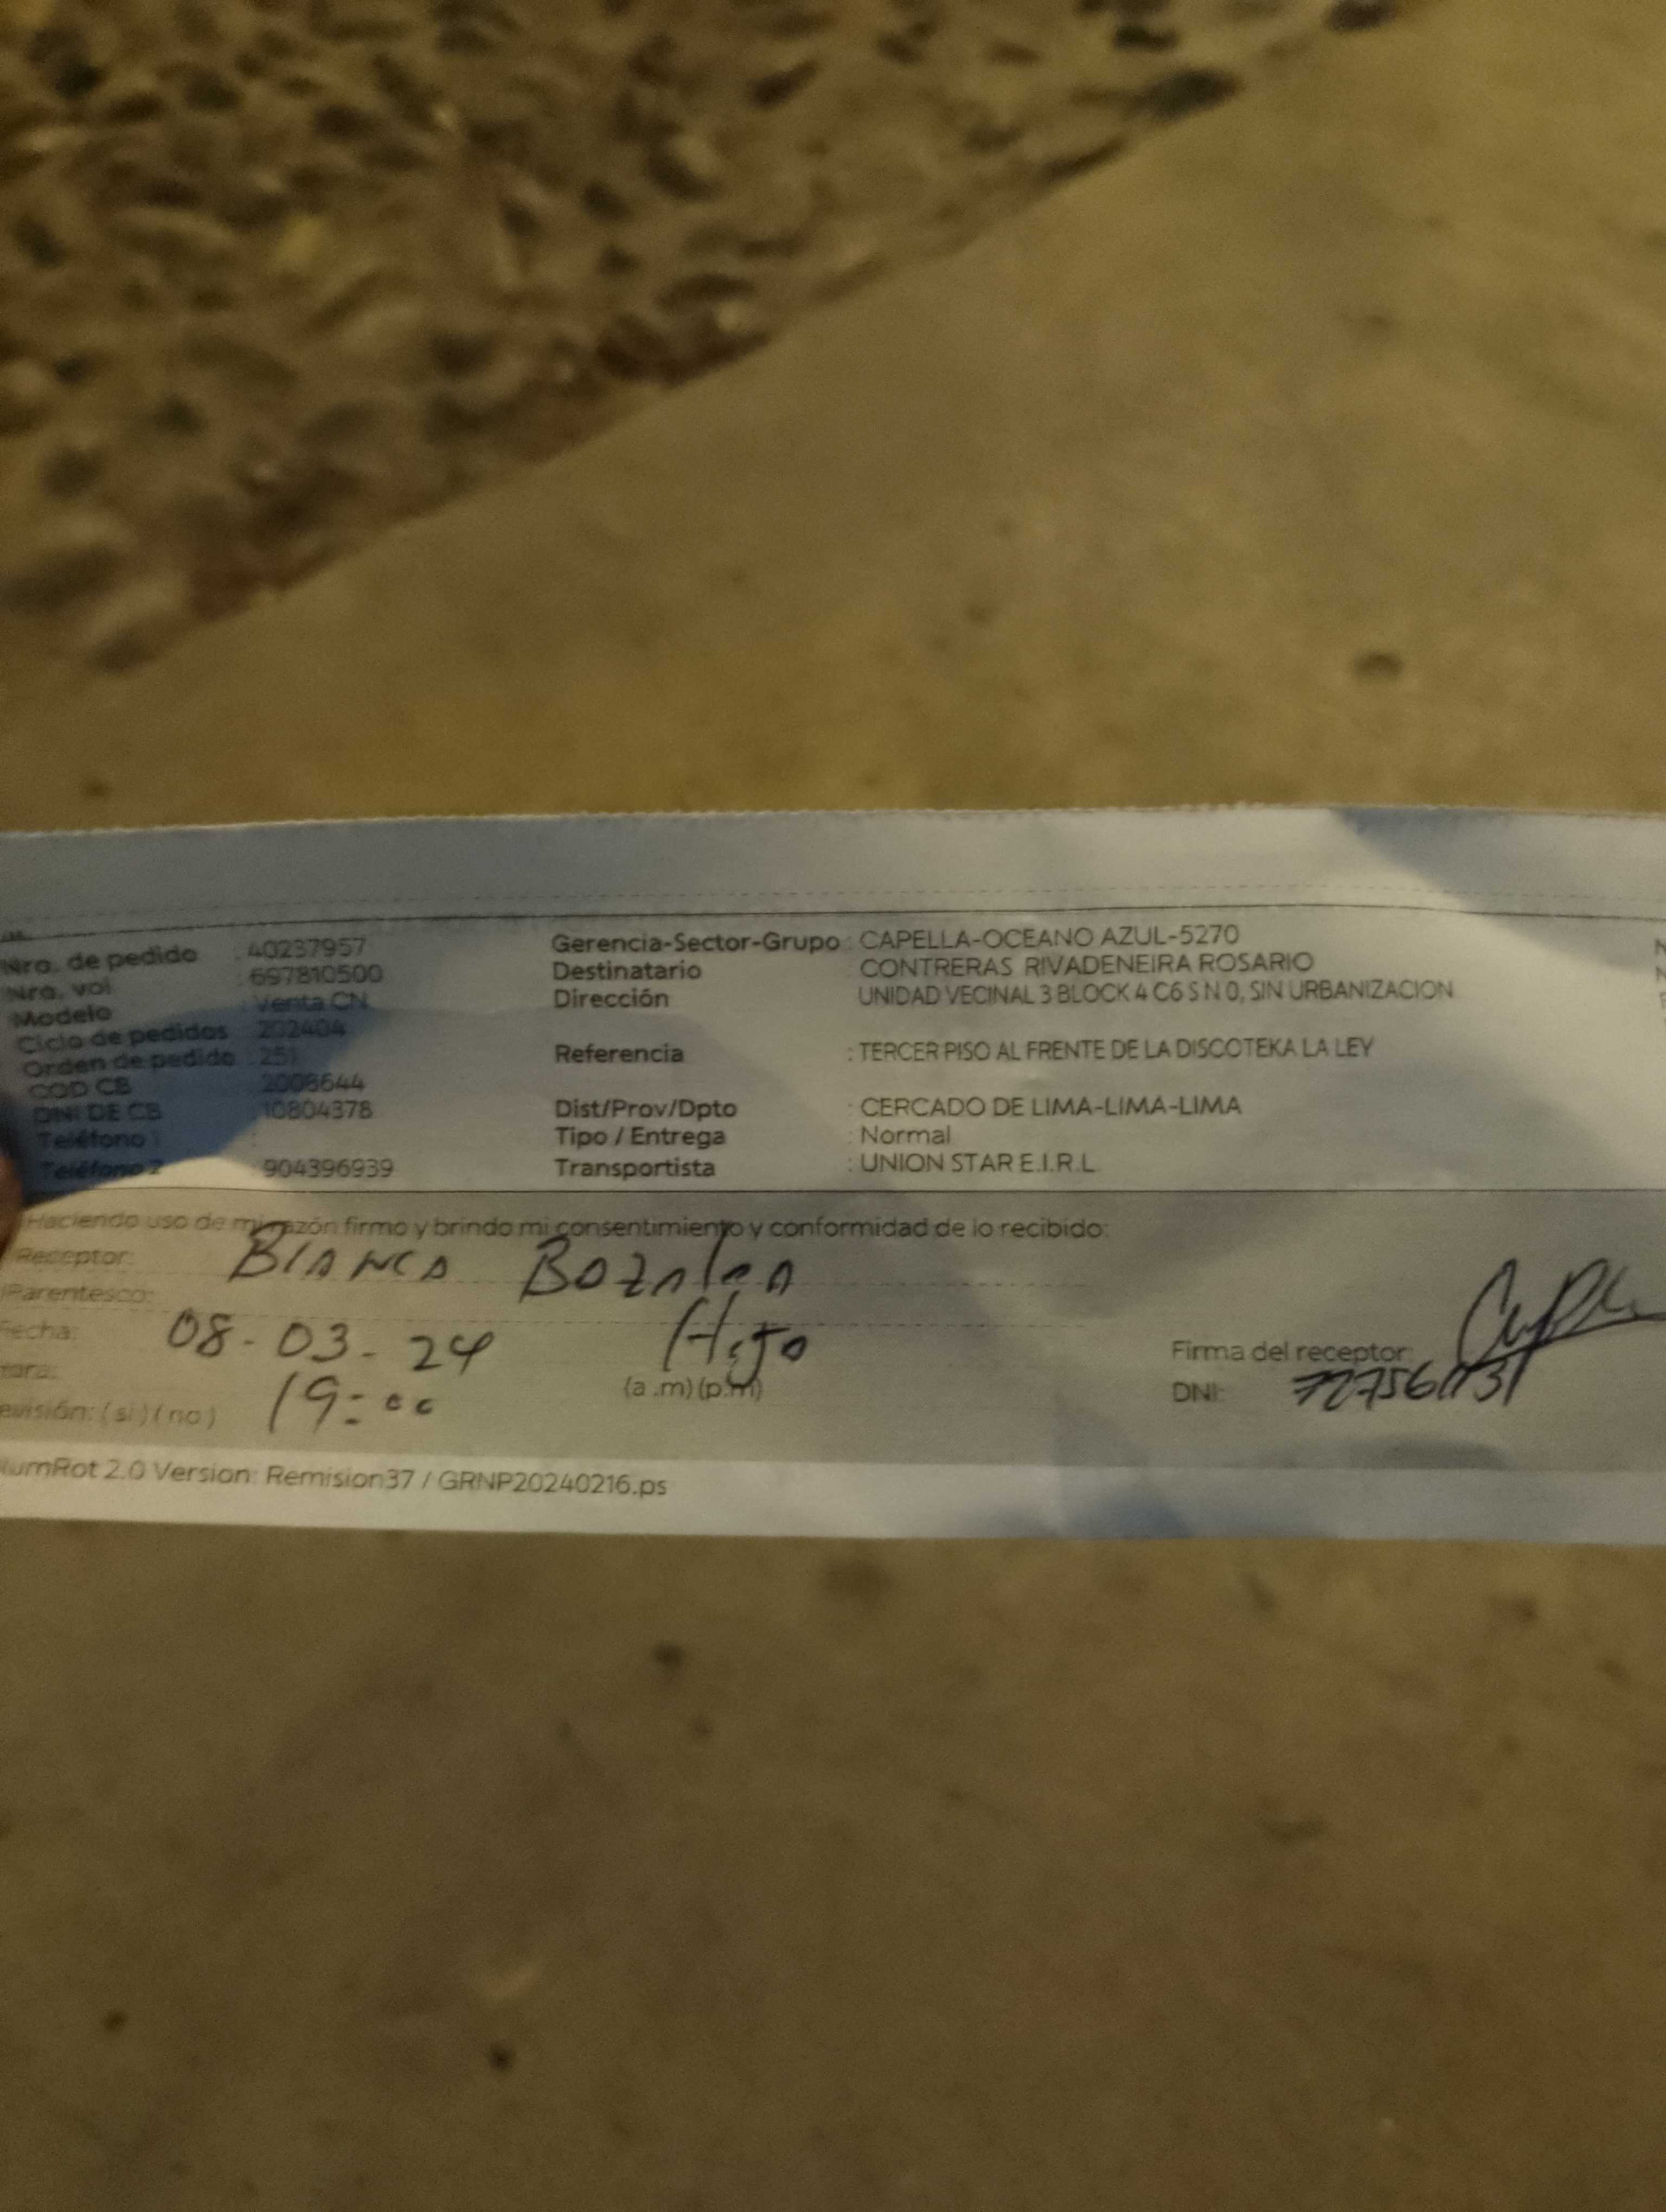 Nro. de pedido : 40237957
Nro. vol : 697810500
Modelo : Venta CN
Ciclo de pedidos : 202404
Orden de pedido : 251
COD CB 2008644
DNI DE CB : 10804378
Teléfono 1 :
Teléfono 2 : 904396939
Gerencia-Sector-Grupo : CAPELLA-OCEANO AZUL-5270
Destinatario CONTRERAS RIVADENEIRA ROSARIO
Dirección UNIDAD VECINAL 3 BLOCK 4 C6 S N 0, SIN URBANIZACION
Referencia : TERCER PISO AL FRENTE DE LA DISCOTEKA LA LEY
Dist/Prov/Dpto : CERCADO DE LIMA-LIMA-LIMA
Tipo / Entrega : Normal
Transportista : UNION STAR E.I.R.L.
Haciendo uso de mi razón firmo y brindo mi consentimiento y conformidad de lo recibido:
Receptor: Blanca
Parentesco: Hijo
Fecha: 08-03-24
19:00 (a.m) (p.m)
(si) (no)
Firma del receptor:
DNI:
2.0 Version: Remision37 / GRNP20240216.ps